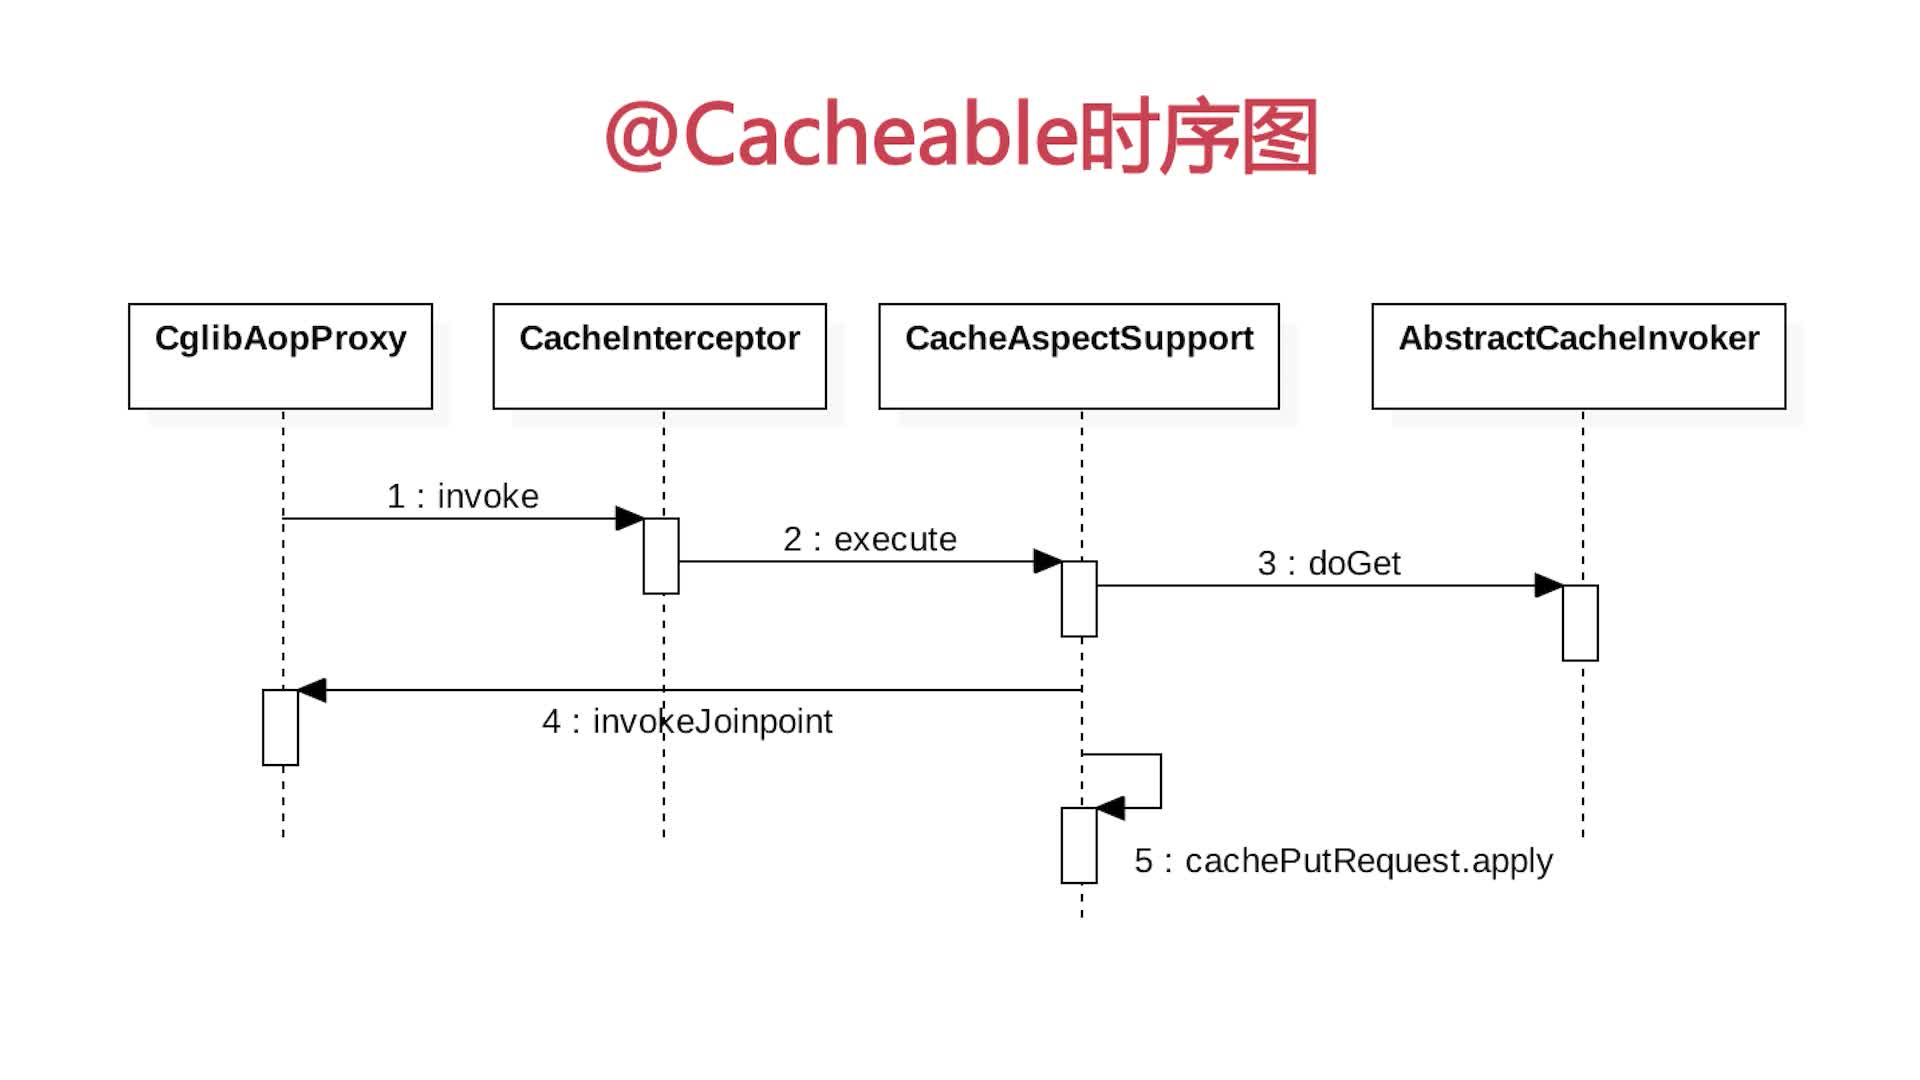 @Cacheable时序图
CglibAopProxy
CacheInterceptor
CacheAspectSupport
AbstractCacheInvoker
1 : invoke
2 : execute
3 : doGet
4 : invokeJoinpoint
5 : cachePutRequest.apply